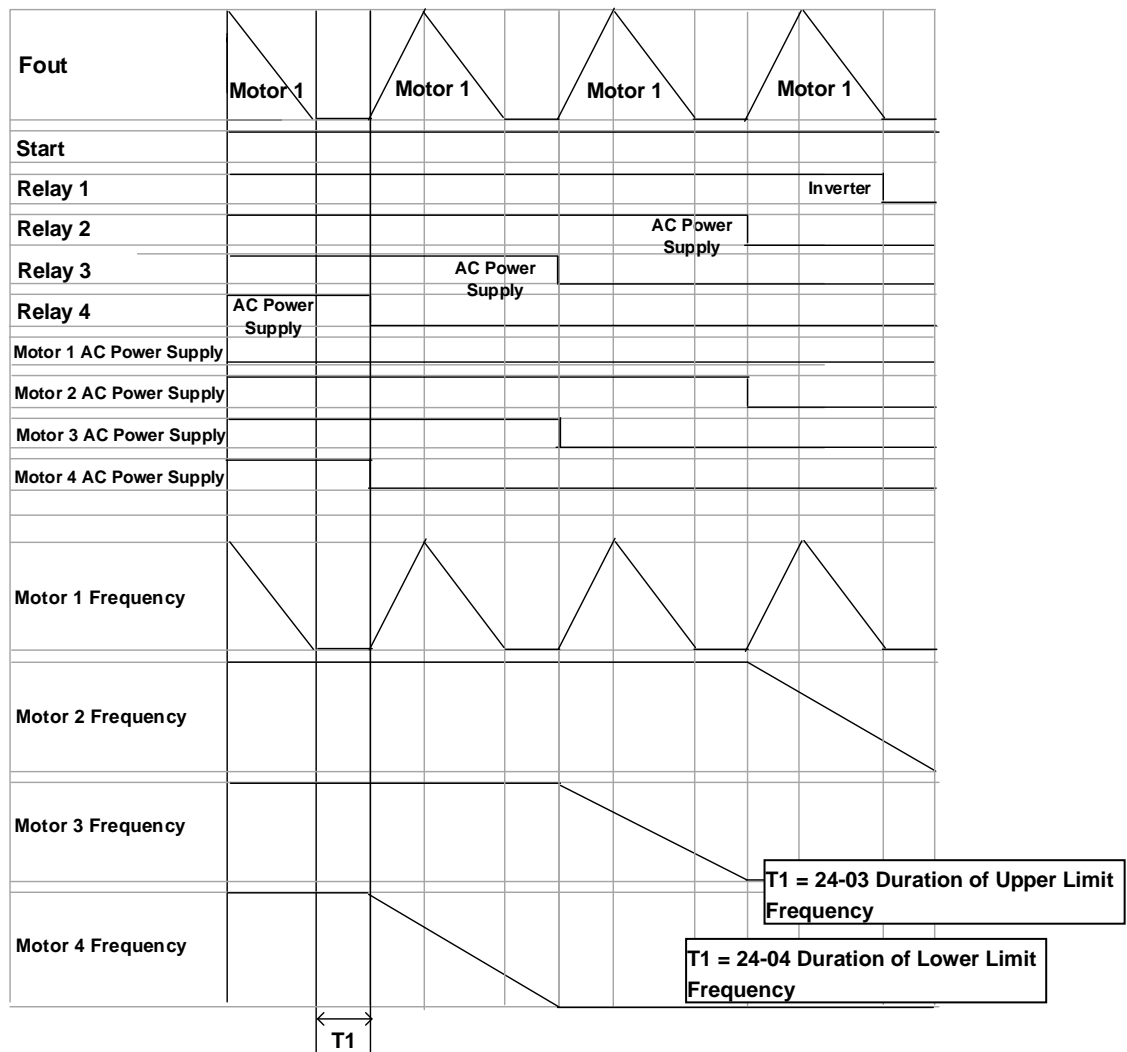 Fout
Motor 1
Motor 1
Motor 1
Motor 1
Start
Relay 1
Inverter
Relay 2
AC Power
Supply
Relay 3
AC Power
Supply
Relay 4
AC Power
Supply
Motor 1 AC Power Supply
Motor 2 AC Power Supply
Motor 3 AC Power Supply
Motor 4 AC Power Supply
Motor 1 Frequency
Motor 2 Frequency
Motor 3 Frequency
T1 = 24-03 Duration of Upper Limit
Frequency
Motor 4 Frequency
T1 = 24-04 Duration of Lower Limit
Frequency
T1